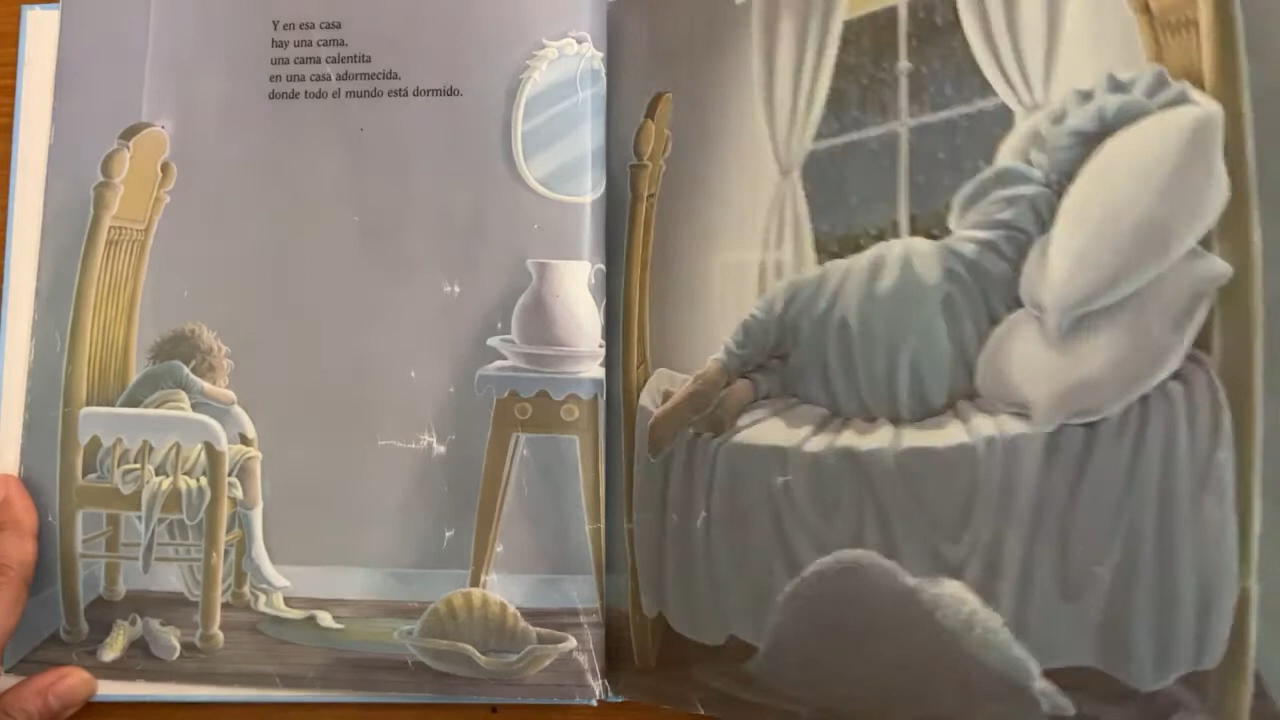 Y en esa casa
hay una cama,
una cama calentita
en una casa adormecida,
donde todo el mundo está dormido.